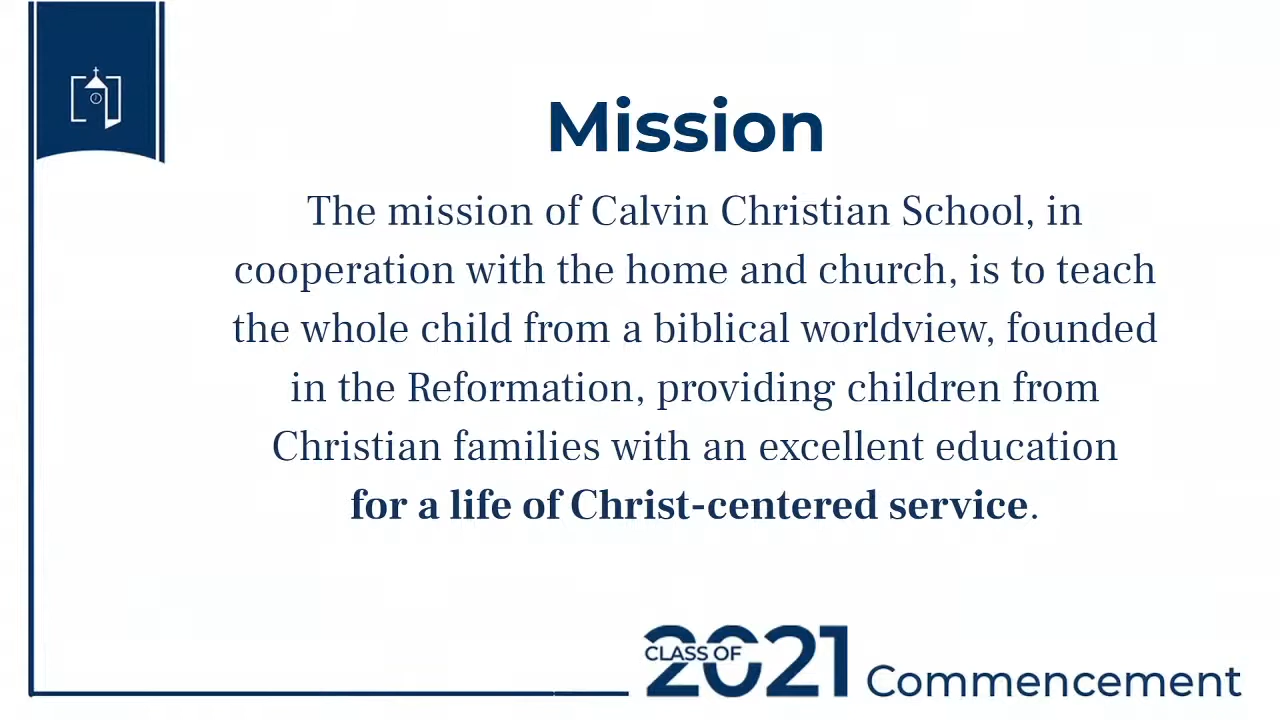 Mission
The mission of Calvin Christian School, in
cooperation with the home and church, is to teach
the whole child from a biblical worldview, founded
in the Reformation, providing children from
Christian families with an excellent education
for a life of Christ-centered service.
CLASS OF 2021 Commencement